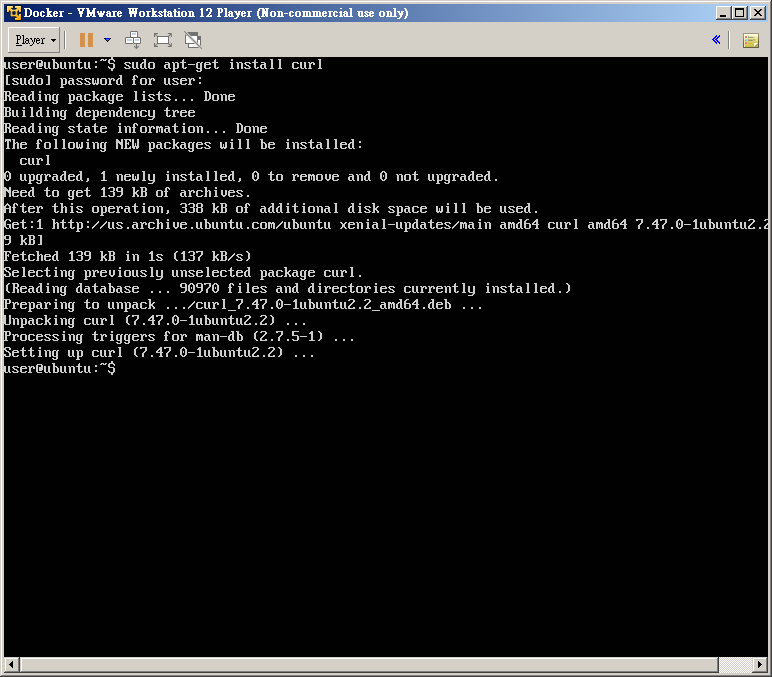 Docker - VMware Workstation 12 Player (Non-commercial use only)
Player
user@ubuntu:~$ sudo apt-get install curl
[sudo] password for user:
Reading package lists... Done
Building dependency tree
Reading state information... Done
The following NEW packages will be installed:
  curl
0 upgraded, 1 newly installed, 0 to remove and 0 not upgraded.
Need to get 139 kB of archives.
After this operation, 338 kB of additional disk space will be used.
Get:1 http://us.archive.ubuntu.com/ubuntu xenial-updates/main amd64 curl amd64 7.47.0-1ubuntu2.2
9 kB]
Fetched 139 kB in 1s (137 kB/s)
Selecting previously unselected package curl.
(Reading database ... 90970 files and directories currently installed.)
Preparing to unpack .../curl_7.47.0-1ubuntu2.2_amd64.deb ...
Unpacking curl (7.47.0-1ubuntu2.2) ...
Processing triggers for man-db (2.7.5-1) ...
Setting up curl (7.47.0-1ubuntu2.2) ...
user@ubuntu:~$